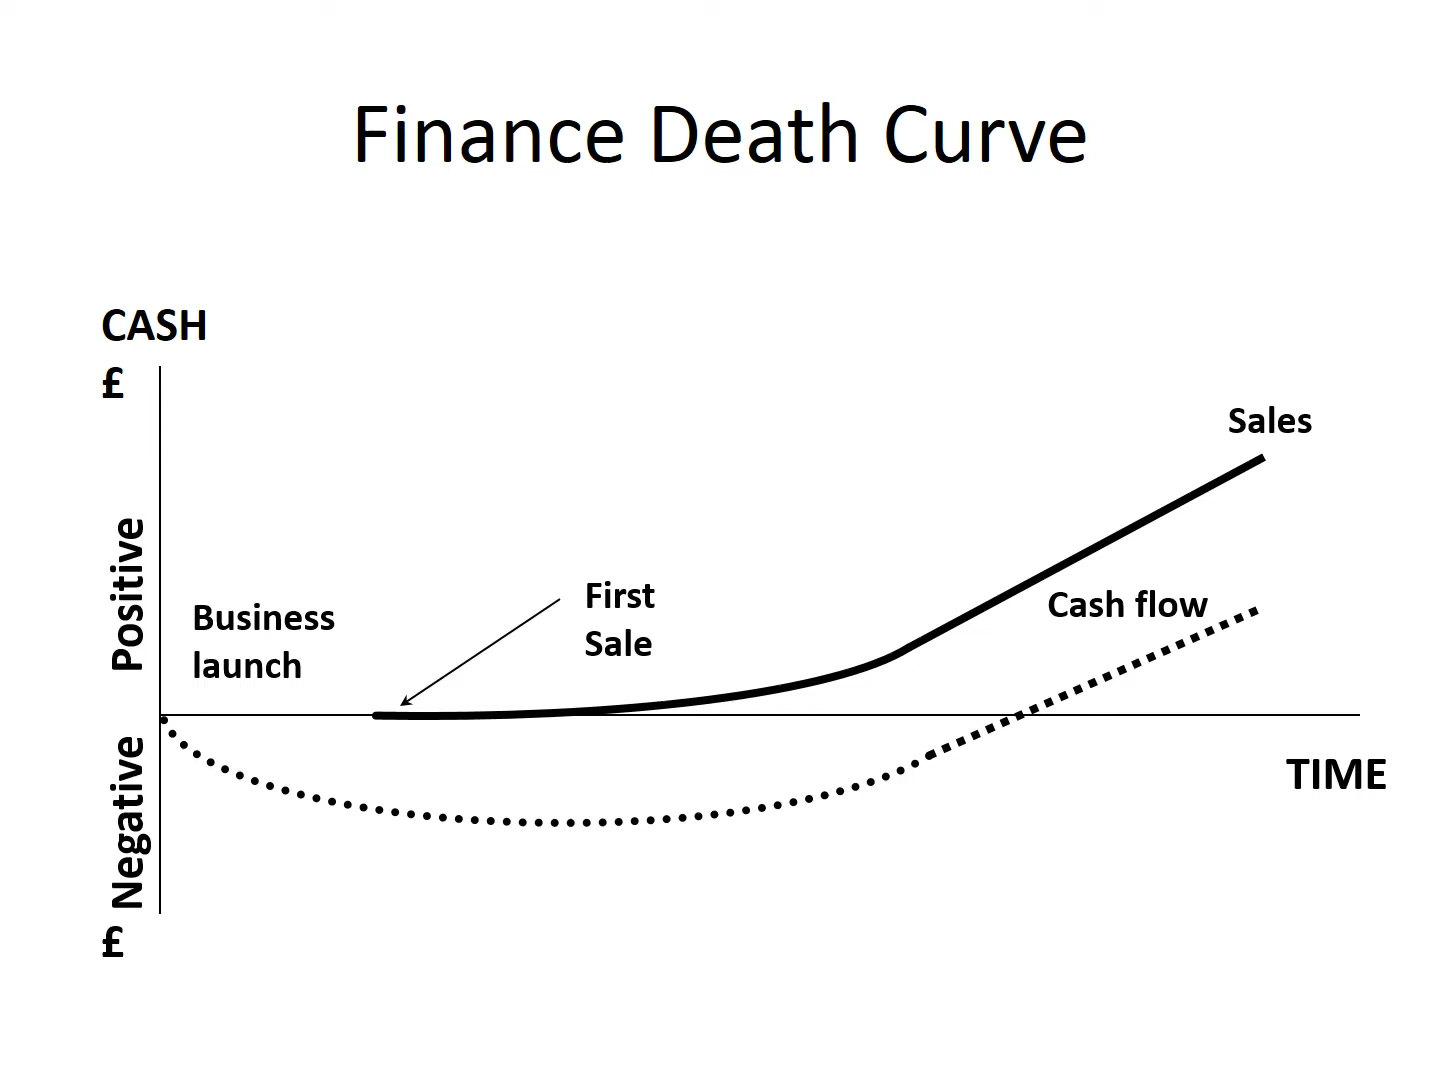 Finance Death Curve
CASH
£
Sales
Positive
First
Sale
Cash flow
Business
launch
TIME
Negative
£